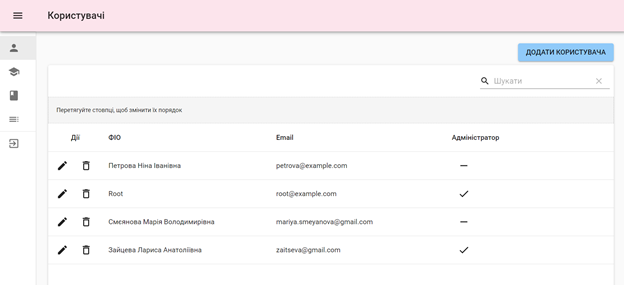 Користувачі
ДОДАТИ КОРИСТУВАЧА
Шукати
Перетягуйте стовпці, щоб змінити їх порядок
Дії ФІО Email Адміністратор
Петрова Ніна Іванівна petrova@example.com
Root root@example.com
Смєянова Марія Володимирівна mariya.smeyanova@gmail.com
Зайцева Лариса Анатоліївна zaitseva@gmail.com